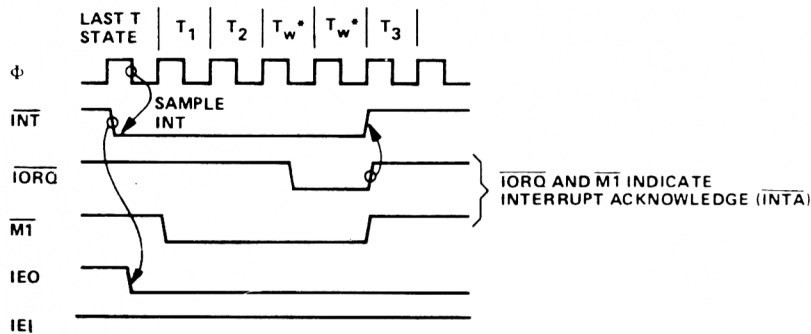 LAST T STATE T1 T2 Tw* Tw* T3
Φ
INT
SAMPLE INT
IORQ
IORQ AND M1 INDICATE
INTERRUPT ACKNOWLEDGE (INTA)
M1
IEO
IEI